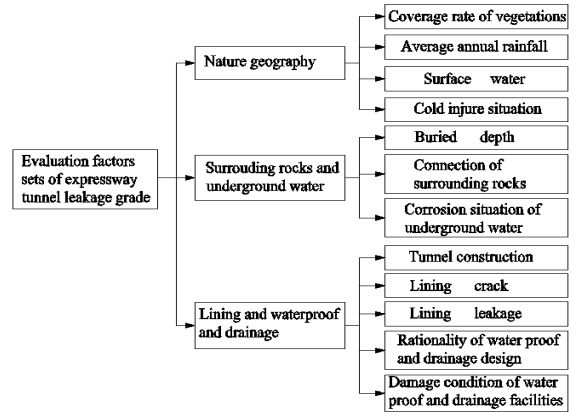 Evaluation factors
sets of expressway
tunnel leakage grade
Nature geography
Coverage rate of vegetations
Average annual rainfall
Surface water
Cold injure situation
Surrouding rocks and
underground water
Buried depth
Connection of
surrounding rocks
Corrosion situation of
underground water
Lining and waterproof
and drainage
Tunnel construction
Lining crack
Lining leakage
Rationality of water proof
and drainage design
Damage condition of water
proof and drainage facilities